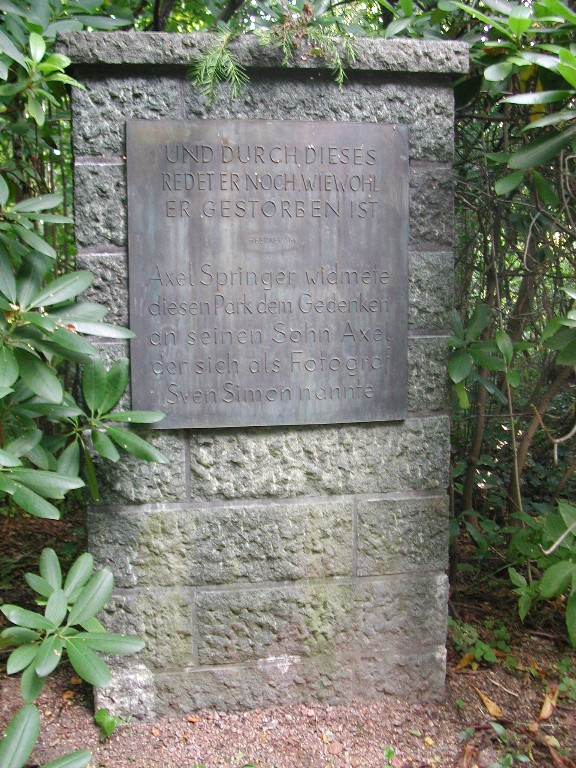 UND DURCH DIESES
REDET ER NOCH, WIEWOHL
ER GESTORBEN IST
Axel Springer widmete
diesen Park dem Gedenken
an seinen Sohn Axel
der sich als Fotograf
Sven Simon nannte